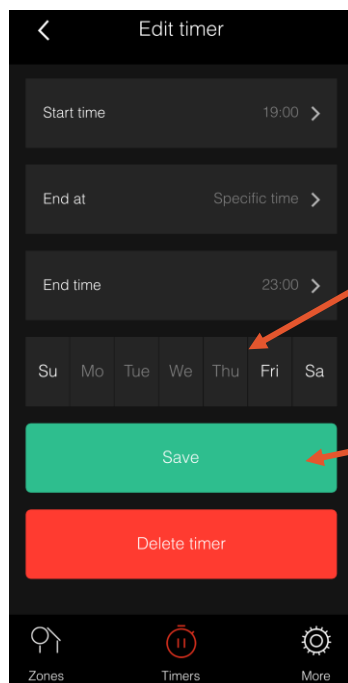 Edit timer
Start time 19:00
End at Specific time
End time 23:00
Su Mo Tue We Thu Fri Sa
Save
Delete timer
Zones Timers More